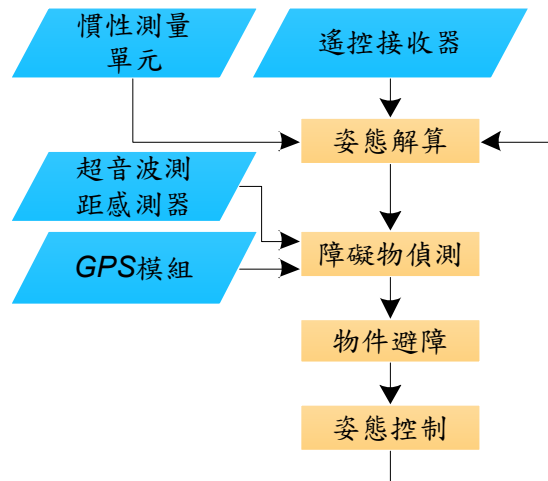 慣性測量
單元
遙控接收器
姿態解算
超音波測
距感測器
障礙物偵測
GPS模組
物件避障
姿態控制